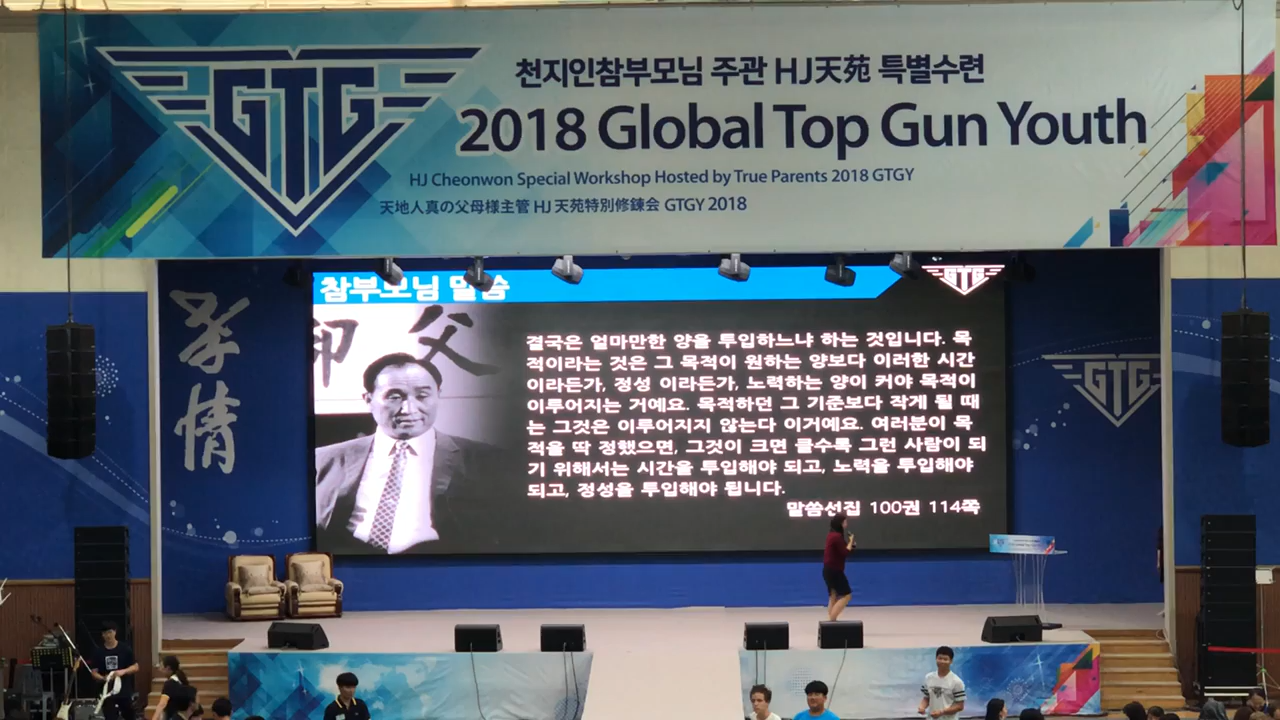 GTG
천지인참부모님 주관 HJ天苑 특별수련
2018 Global Top Gun Youth
HJ Cheonwon Special Workshop Hosted by True Parents 2018 GTGY
天地人真の父母様主管 HJ 天苑特別修錬会 GTGY 2018
참부모님 말씀
GTG
父
결국은 얼마만한 양을 투입하느냐 하는 것입니다. 목
적이라는 것은 그 목적이 원하는 양보다 이러한 시간
이라든가, 정성 이라든가, 노력하는 양이 커야 목적이
이루어지는 거예요. 목적하던 그 기준보다 작게 될 때
는 그것은 이루어지지 않는다 이거예요. 여러분이 목
적을 딱 정했으면, 그것이 크면 클수록 그런 사람이 되
기 위해서는 시간을 투입해야 되고, 노력을 투입해야
되고, 정성을 투입해야 됩니다.
말씀선집 100권 114쪽
孝情
GTG